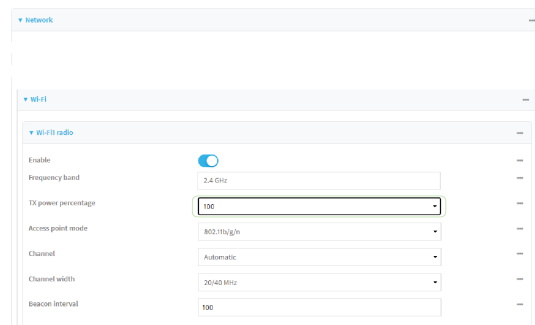 Network
Wi-Fi
Wi-Fi1 radio
Enable
Frequency band 2.4 GHz
TX power percentage 100
Access point mode 802.11b/g/n
Channel Automatic
Channel width 20/40 MHz
Beacon interval 100